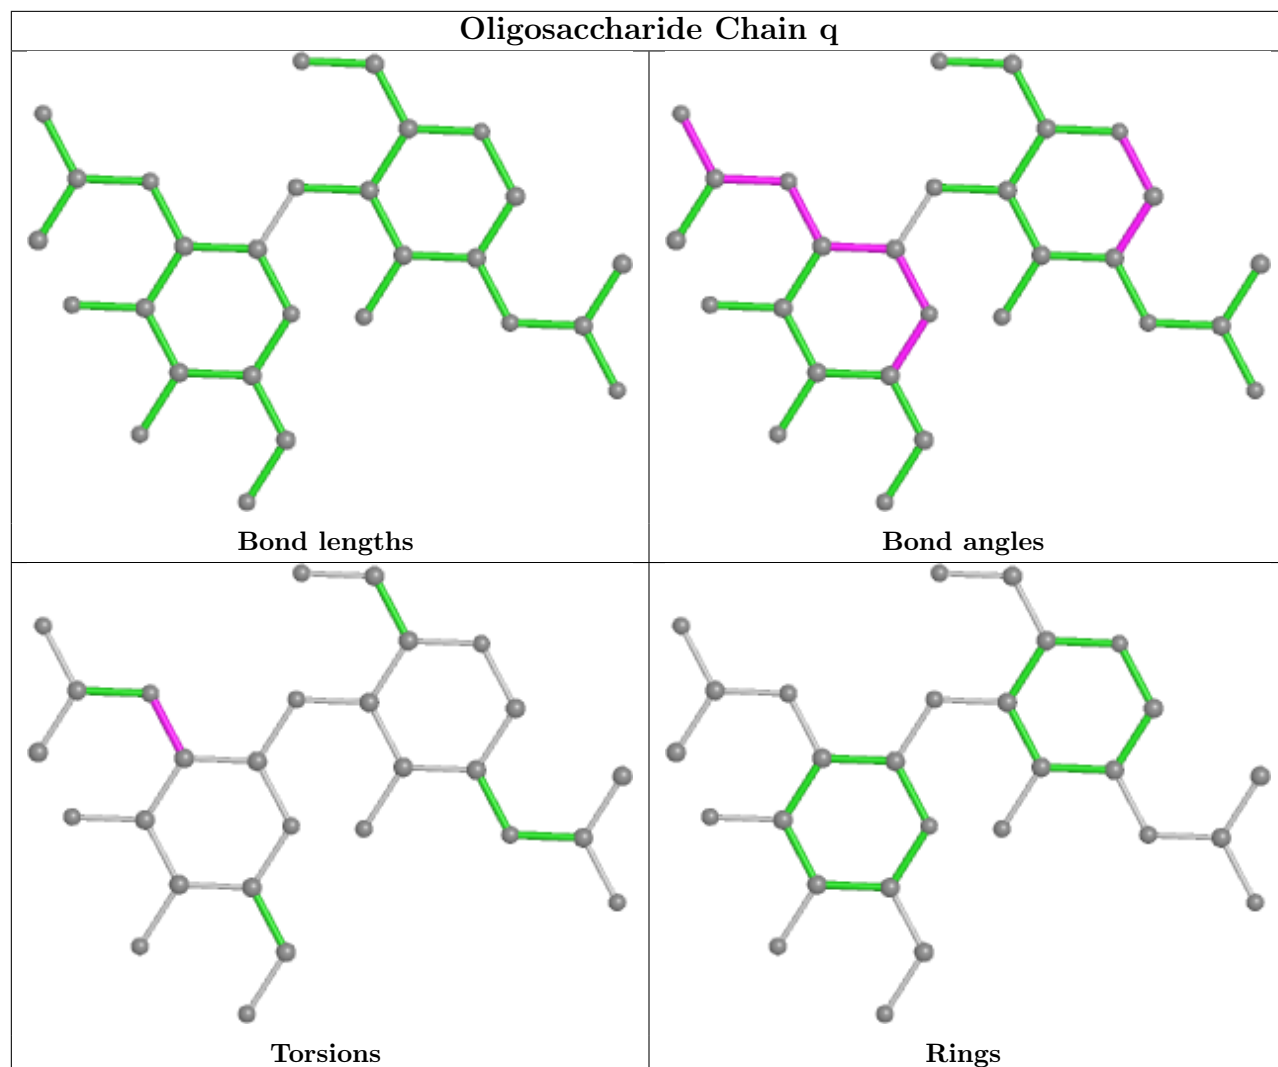 Oligosaccharide Chain q
Bond lengths
Bond angles
Torsions
Rings